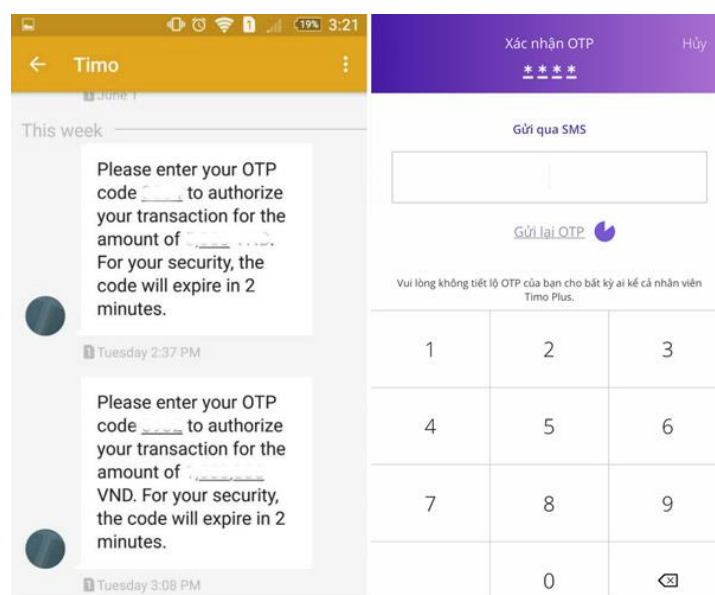 19% 3:21
Timo
June 1
This week
Please enter your OTP
code to authorize
your transaction for the
amount of VND.
For your security, the
code will expire in 2
minutes.
Tuesday 2:37 PM
Please enter your OTP
code to authorize
your transaction for the
amount of
VND. For your security,
the code will expire in 2
minutes.
Tuesday 3:08 PM
Xác nhận OTP
Hủy
* * * *
Gửi qua SMS
Gửi lại OTP
Vui lòng không tiết lộ OTP của bạn cho bất kỳ ai kể cả nhân viên
Timo Plus.
1 2 3
4 5 6
7 8 9
0